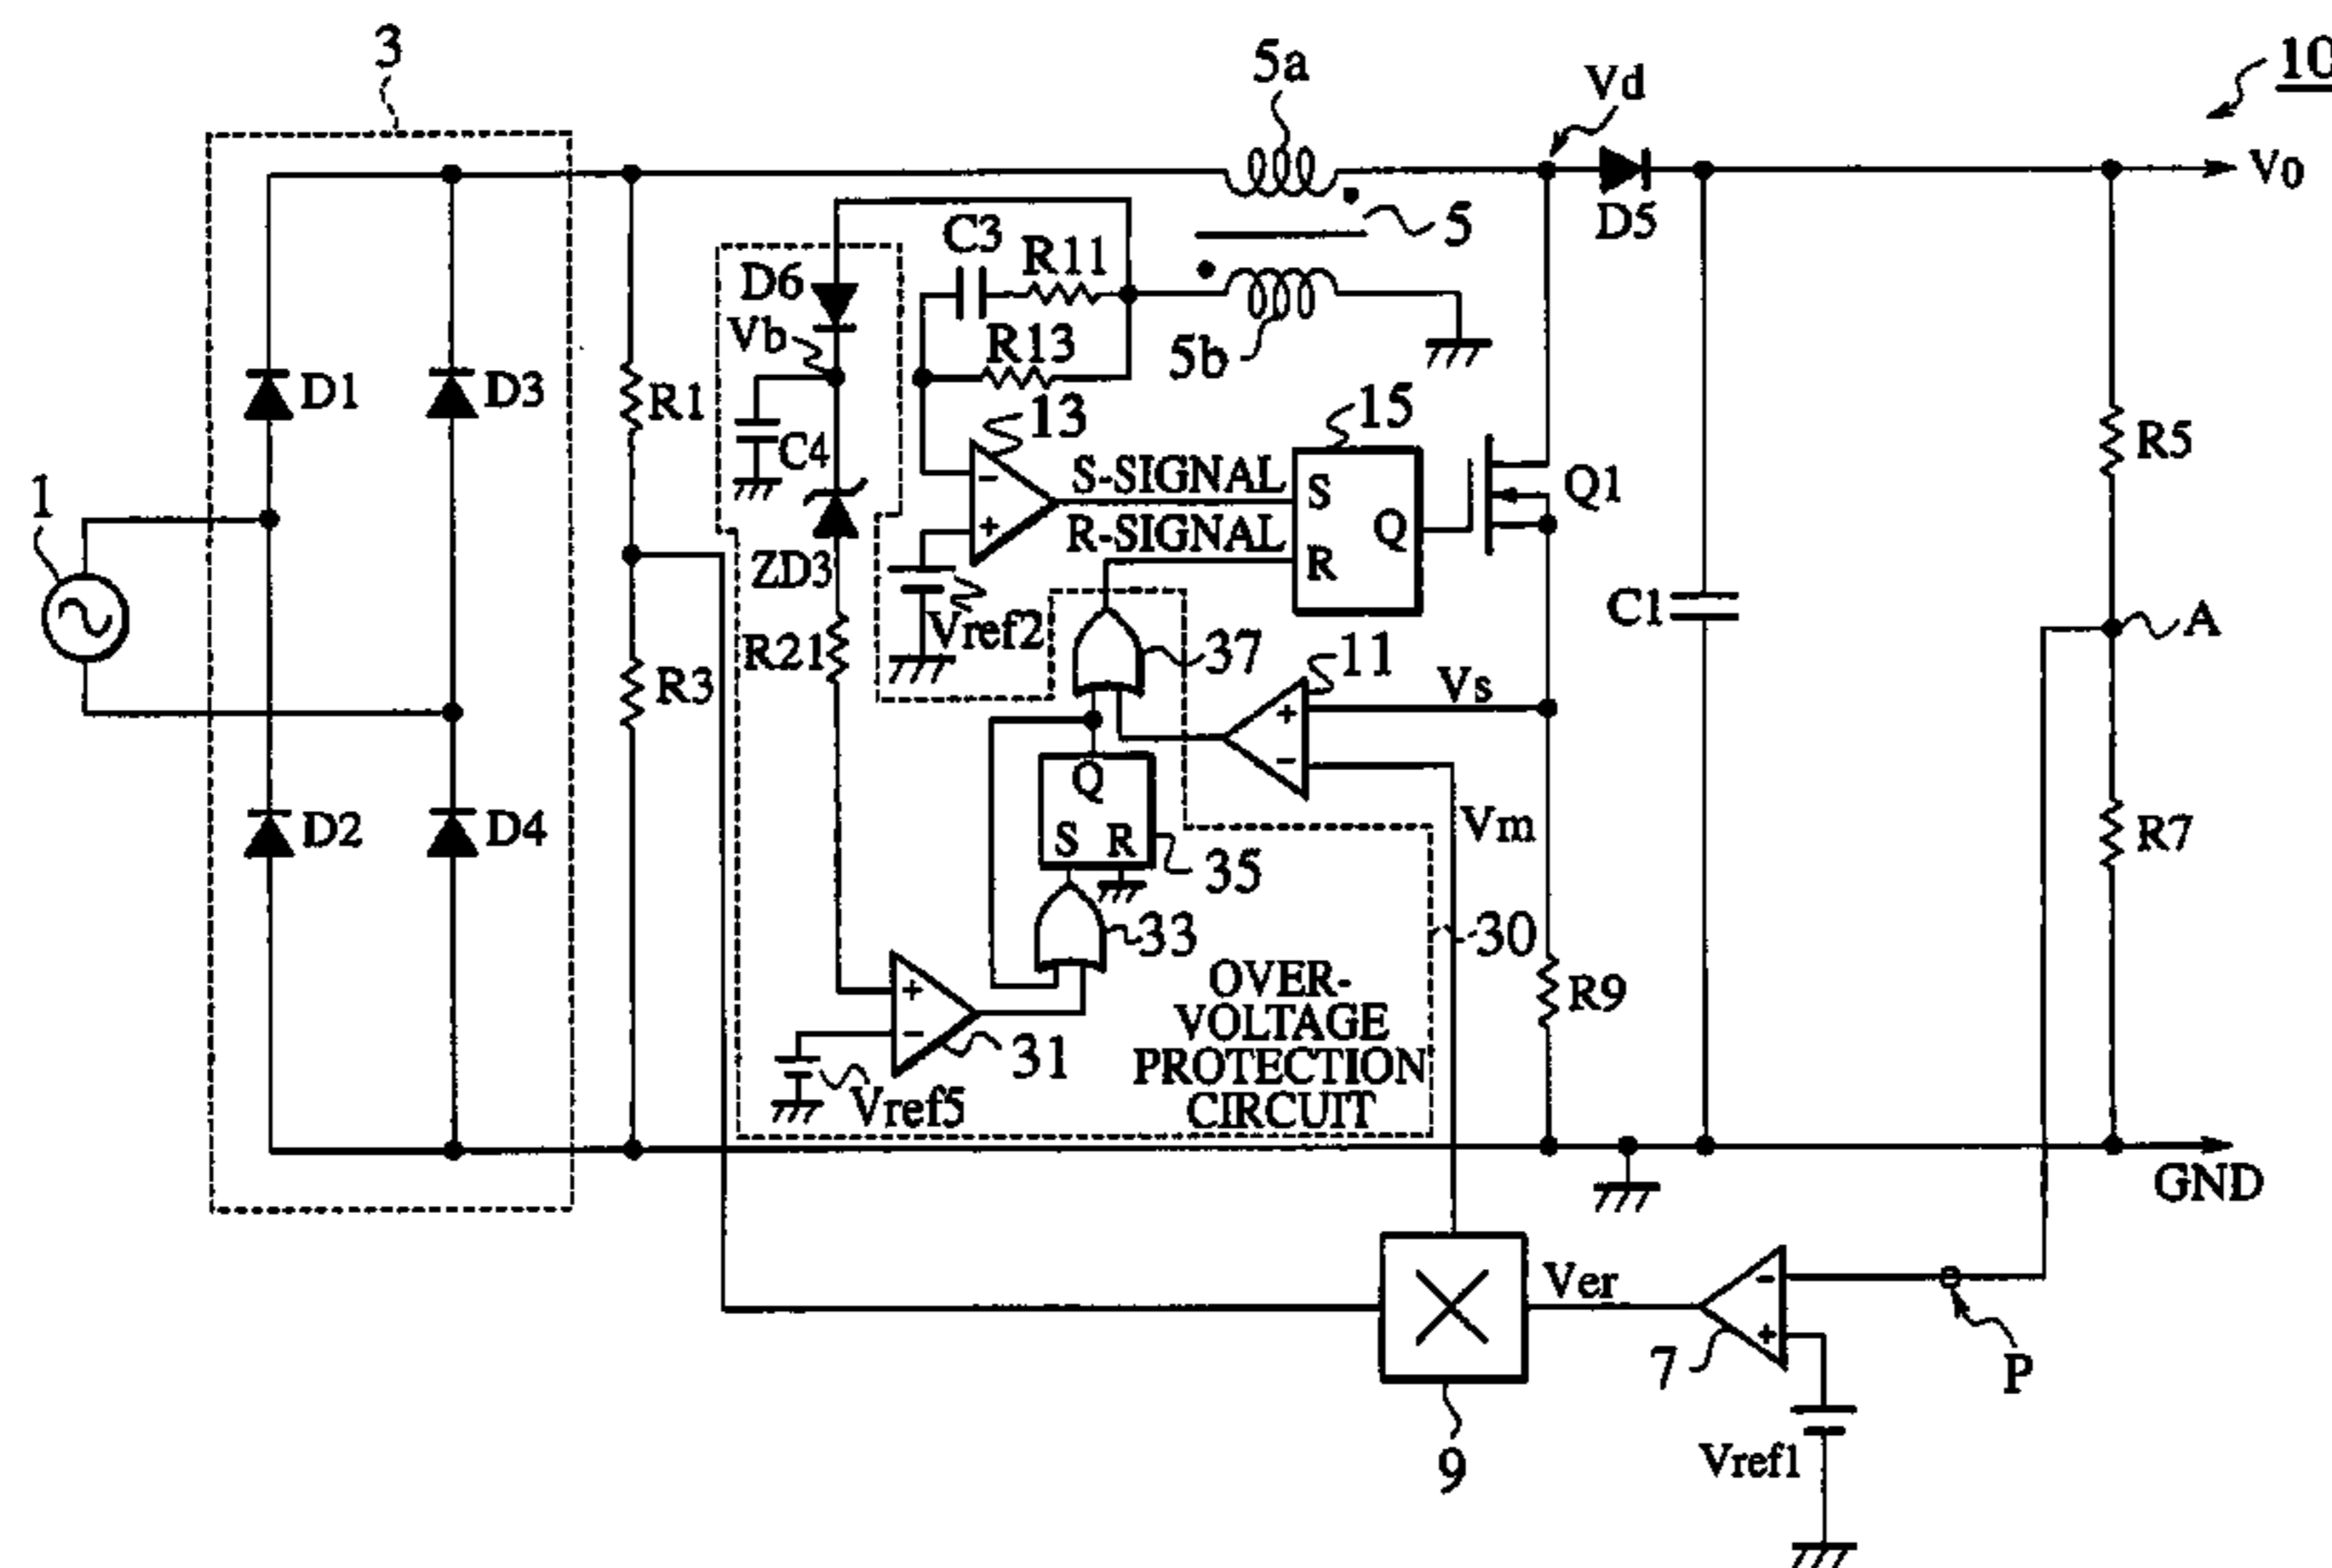 3
5a
Vd
10
V0
D5
5
C3
R11
D6
Vb
R13
5b
D1
D3
R1
13
15
R5
C4
S-SIGNAL
S
Q1
1
R-SIGNAL
Q
R
ZD3
Vref2
C1
A
R21
37
11
Vs
R3
Q
Vm
D2
D4
S R
35
R7
33
30
OVER-
VOLTAGE
PROTECTION
CIRCUIT
R9
31
Vref5
GND
Ver
7
P
9
Vref1